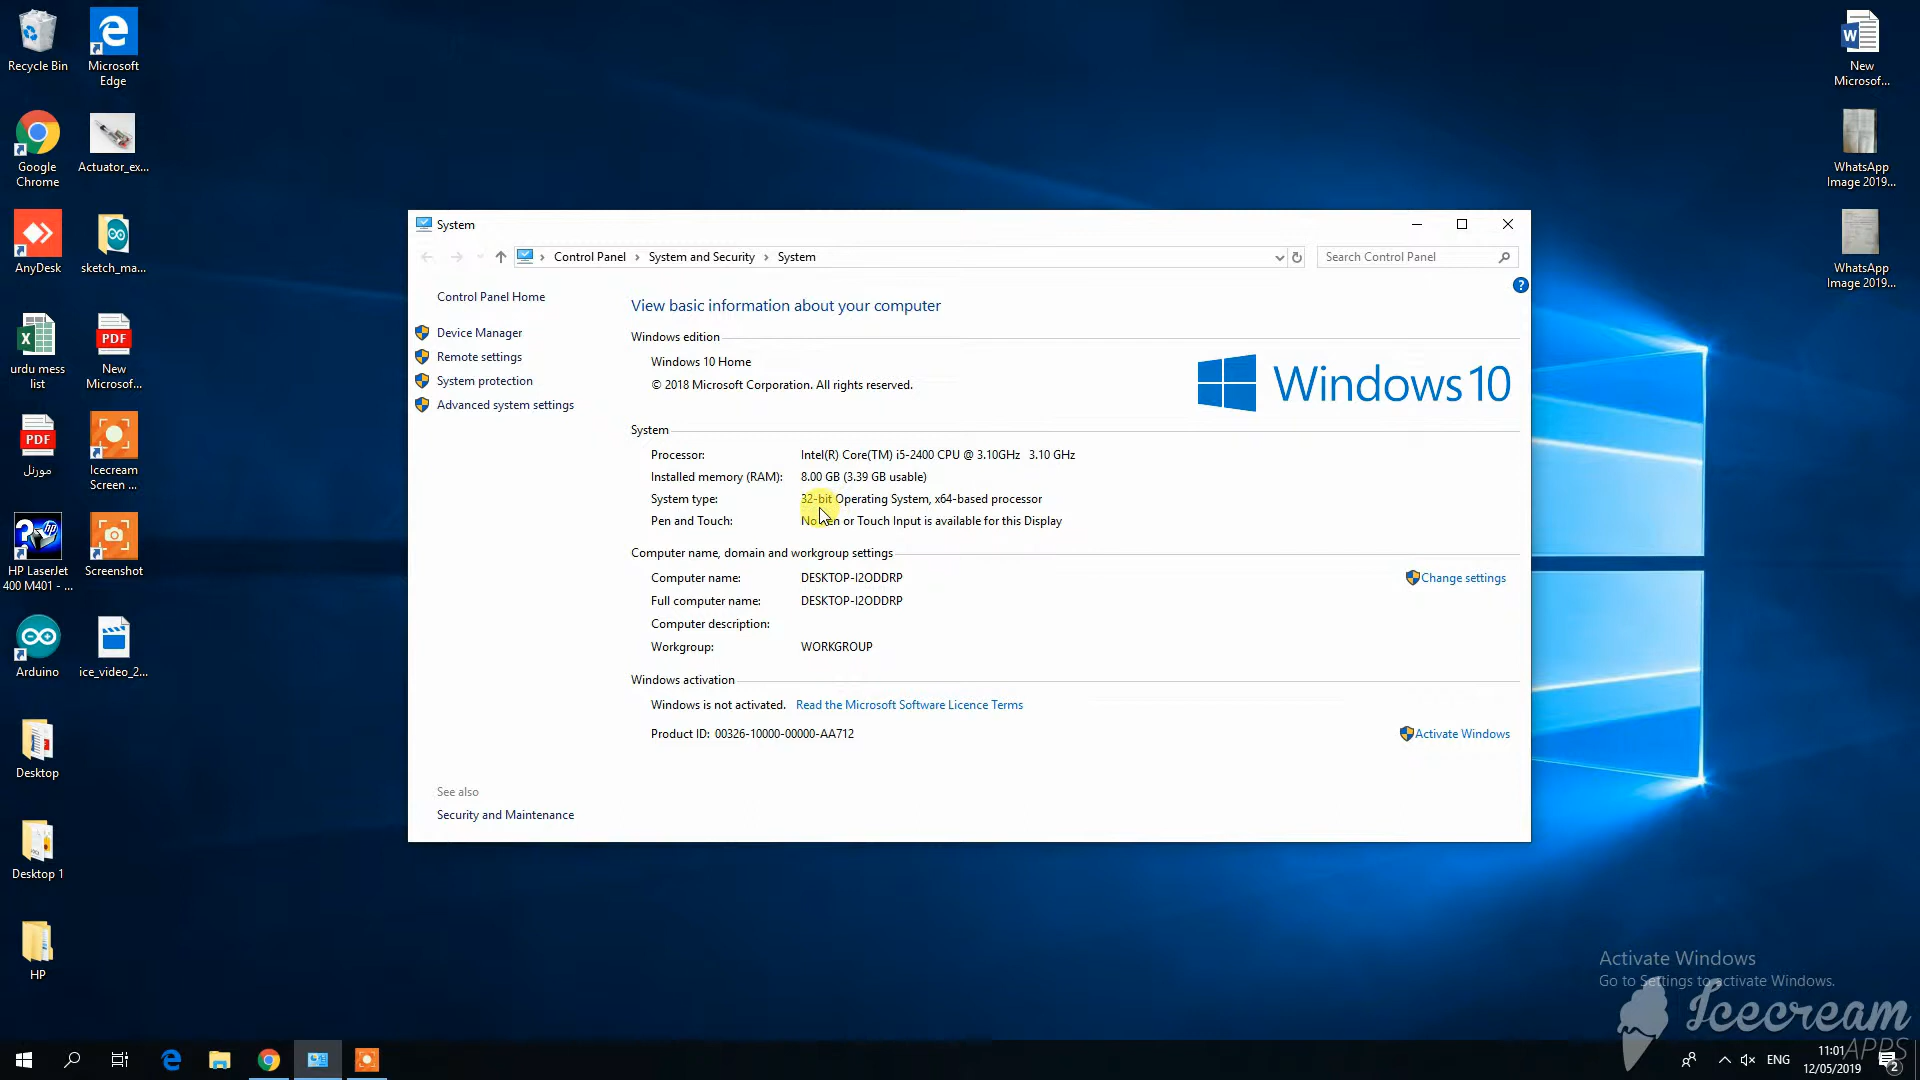 Recycle Bin
Microsoft
Edge
Google
Chrome
Actuator_ex...
AnyDesk
sketch_ma...
urdu mess
list
New
Microsof...
مورنل
Icecream
Screen ...
HP LaserJet
400 M401 - ...
Screenshot
Arduino
ice_video_2...
Desktop
Desktop 1
HP
New
Microsof...
WhatsApp
Image 2019...
WhatsApp
Image 2019...
PDF
PDF
System
Control Panel › System and Security › System
Search Control Panel
Control Panel Home
Device Manager
Remote settings
System protection
Advanced system settings
See also
Security and Maintenance
View basic information about your computer
Windows edition
Windows 10 Home
© 2018 Microsoft Corporation. All rights reserved.
Windows 10
System
Processor: Intel(R) Core(TM) i5-2400 CPU @ 3.10GHz 3.10 GHz
Installed memory (RAM): 8.00 GB (3.39 GB usable)
System type: 32-bit Operating System, x64-based processor
Pen and Touch: No Pen or Touch Input is available for this Display
Computer name, domain and workgroup settings
Computer name: DESKTOP-I2ODDRP
Change settings
Full computer name: DESKTOP-I2ODDRP
Computer description:
Workgroup: WORKGROUP
Windows activation
Windows is not activated. Read the Microsoft Software Licence Terms
Product ID: 00326-10000-00000-AA712
Activate Windows
Activate Windows
Go to Settings to activate Windows.
Icecream
APPS
ENG
11:01
12/05/2019
2